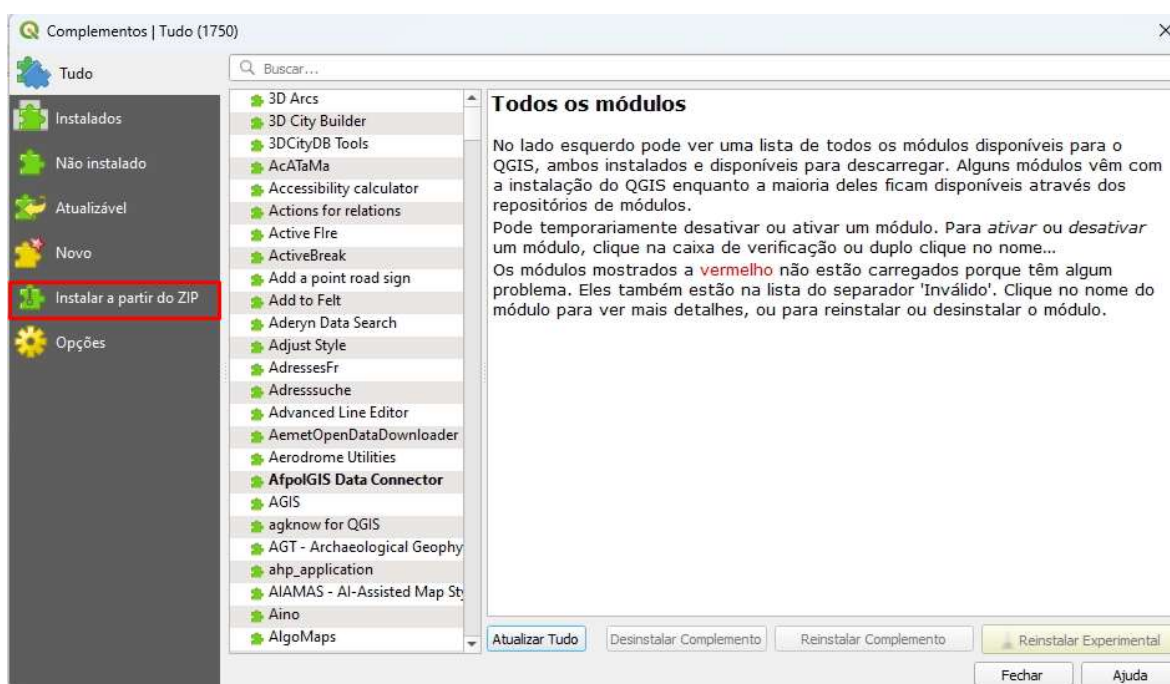 Complementos | Tudo (1750)
Tudo
Buscar...
Instalados
Não instalado
Atualizável
Novo
Instalar a partir do ZIP
Opções
3D Arcs
3D City Builder
3DCityDB Tools
AcATaMa
Accessibility calculator
Actions for relations
Active FIre
ActiveBreak
Add a point road sign
Add to Felt
Aderyn Data Search
Adjust Style
AdressesFr
Adresssuche
Advanced Line Editor
AemetOpenDataDownloader
Aerodrome Utilities
AfpolGIS Data Connector
AGIS
agknow for QGIS
AGT - Archaeological Geophy
ahp_application
AIAMAS - AI-Assisted Map Sty
Aino
AlgoMaps
Todos os módulos
No lado esquerdo pode ver uma lista de todos os módulos disponíveis para o
QGIS, ambos instalados e disponíveis para descarregar. Alguns módulos vêm com
a instalação do QGIS enquanto a maioria deles ficam disponíveis através dos
repositórios de módulos.
Pode temporariamente desativar ou ativar um módulo. Para ativar ou desativar
um módulo, clique na caixa de verificação ou duplo clique no nome...
Os módulos mostrados a vermelho não estão carregados porque têm algum
problema. Eles também estão na lista do separador 'Inválido'. Clique no nome do
módulo para ver mais detalhes, ou para reinstalar ou desinstalar o módulo.
Atualizar Tudo
Desinstalar Complemento
Reinstalar Complemento
Reinstalar Experimental
Fechar
Ajuda